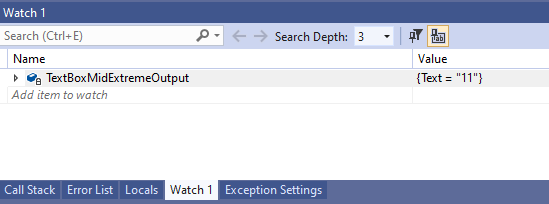 Watch 1
Search (Ctrl+E) Search Depth: 3
Name Value
TextBoxMidExtremeOutput {Text = "11"}
Add item to watch
Call Stack Error List Locals Watch 1 Exception Settings